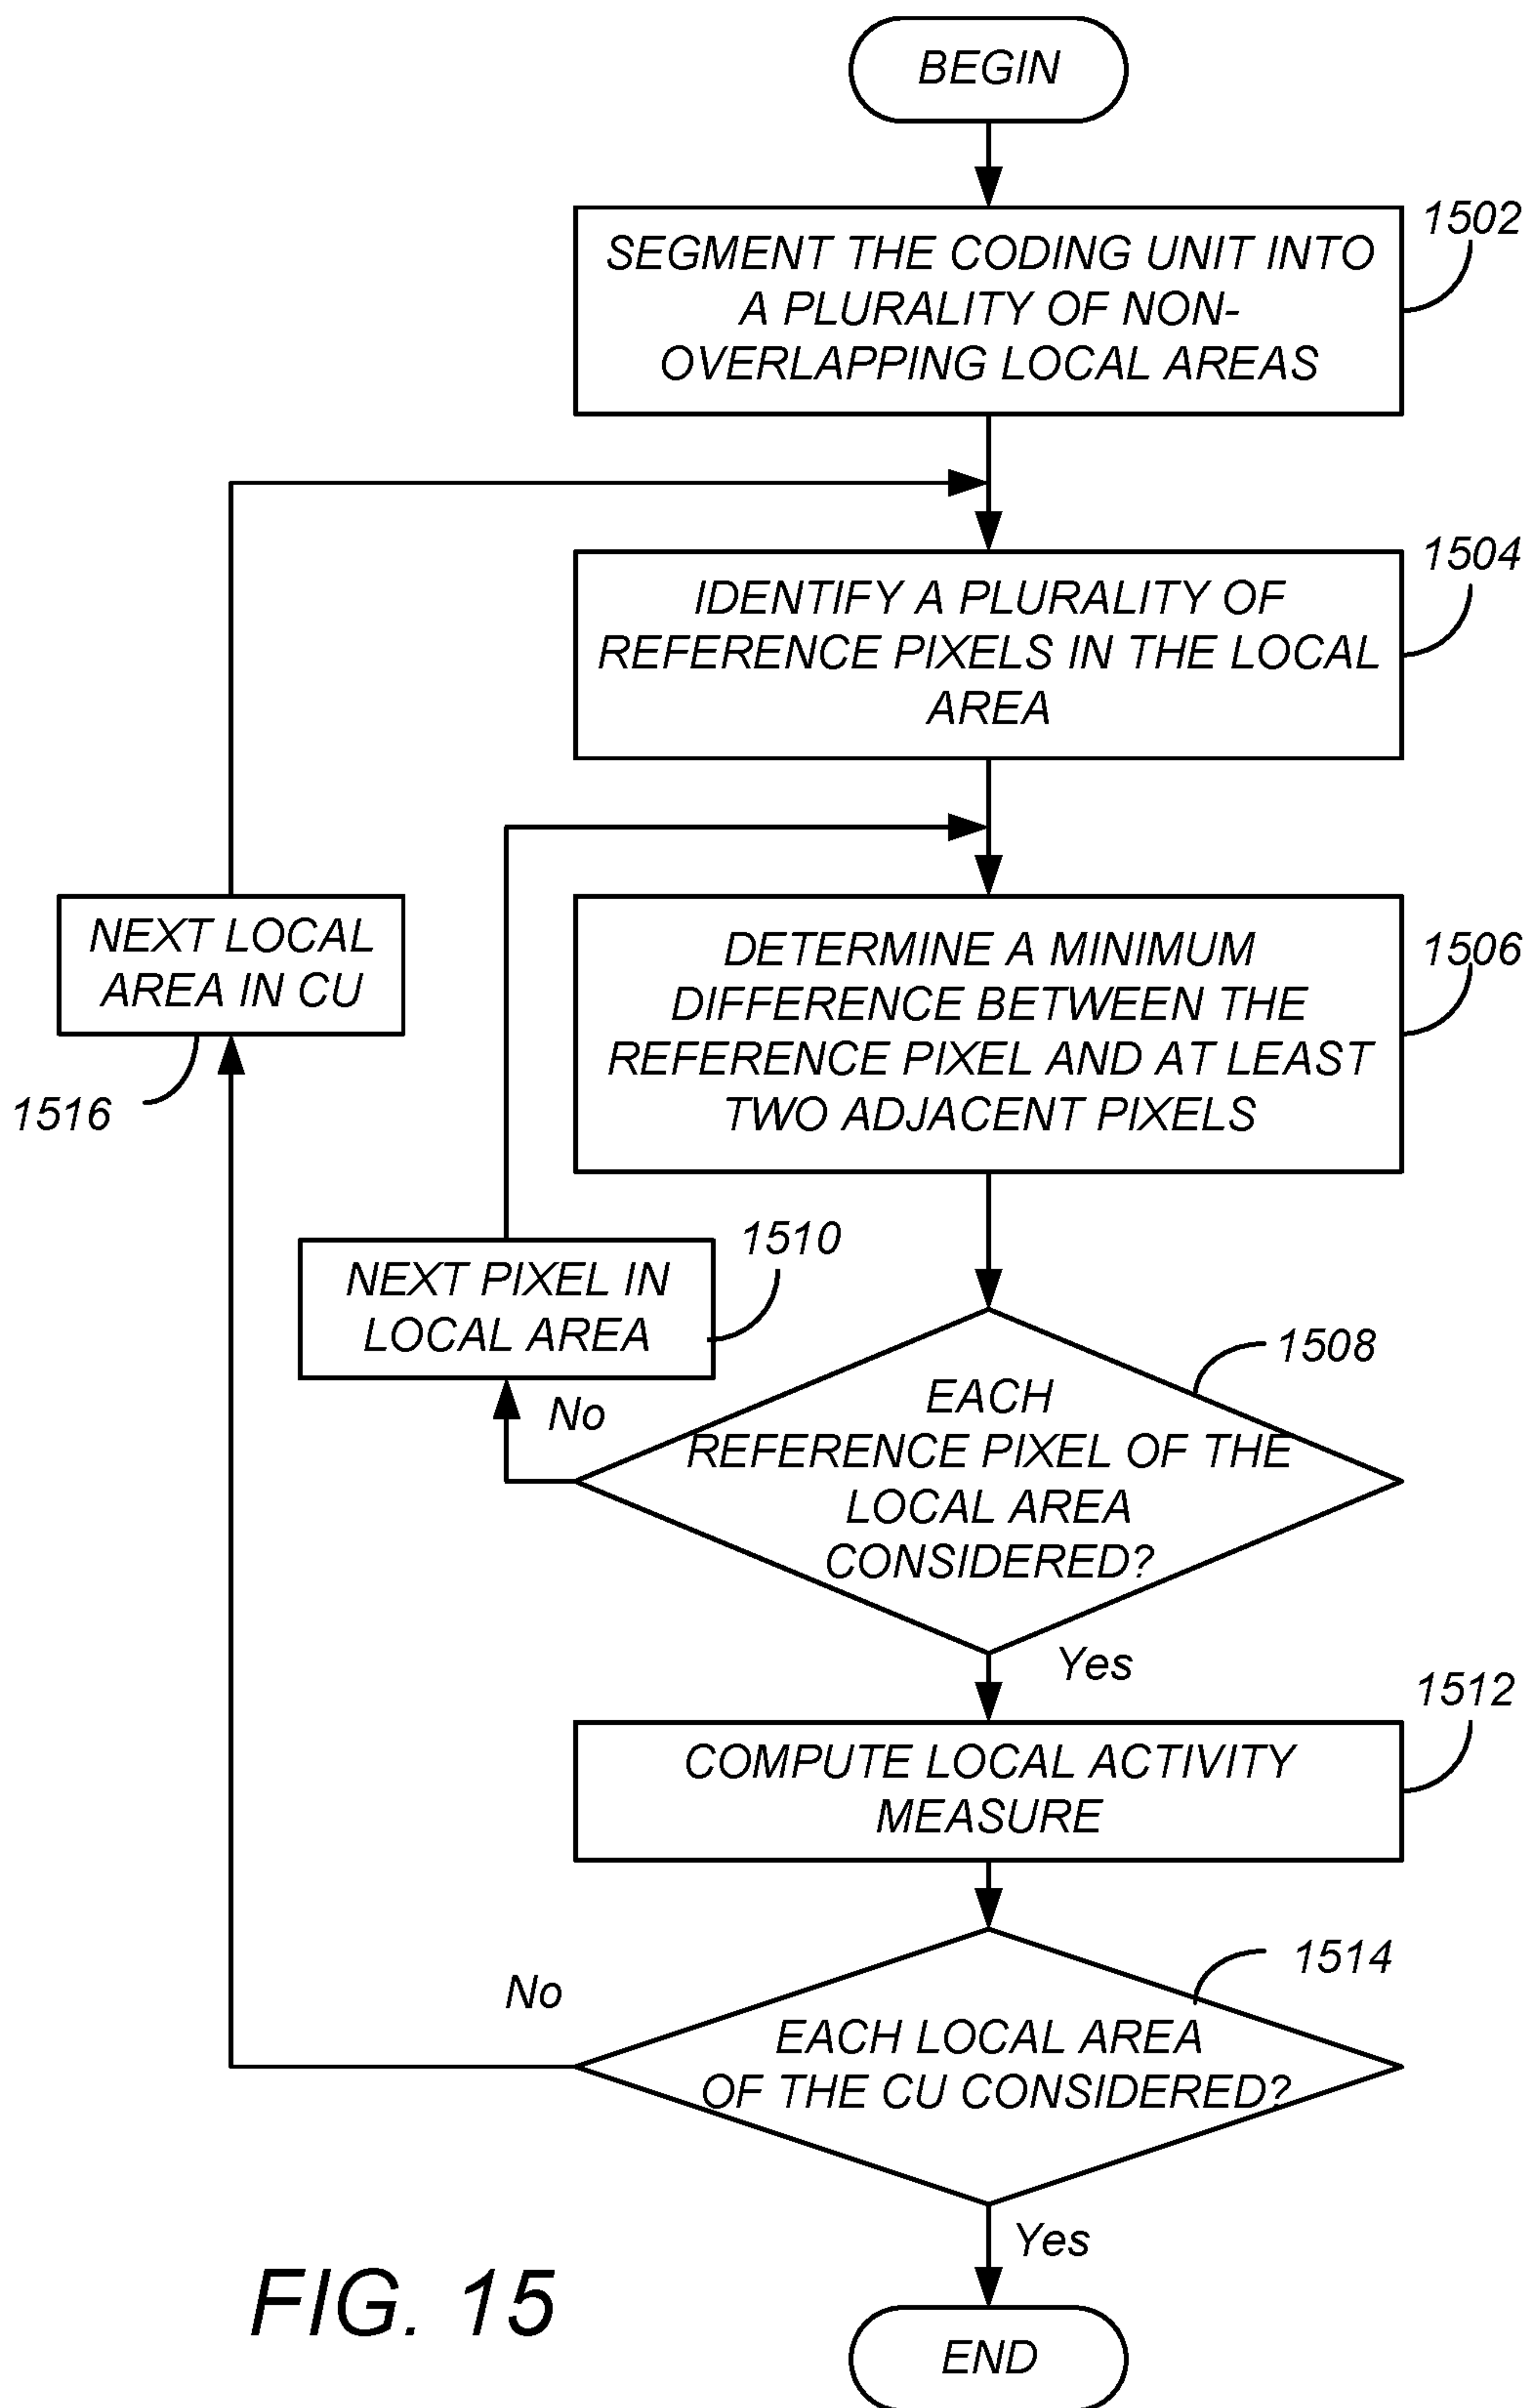 BEGIN
1502
SEGMENT THE CODING UNIT INTO
A PLURALITY OF NON-
OVERLAPPING LOCAL AREAS
1504
IDENTIFY A PLURALITY OF
REFERENCE PIXELS IN THE LOCAL
AREA
NEXT LOCAL
AREA IN CU
1516
1506
DETERMINE A MINIMUM
DIFFERENCE BETWEEN THE
REFERENCE PIXEL AND AT LEAST
TWO ADJACENT PIXELS
1510
NEXT PIXEL IN
LOCAL AREA
1508
No
EACH
REFERENCE PIXEL OF THE
LOCAL AREA
CONSIDERED?
Yes
1512
COMPUTE LOCAL ACTIVITY
MEASURE
1514
No
EACH LOCAL AREA
OF THE CU CONSIDERED?
Yes
FIG. 15
END